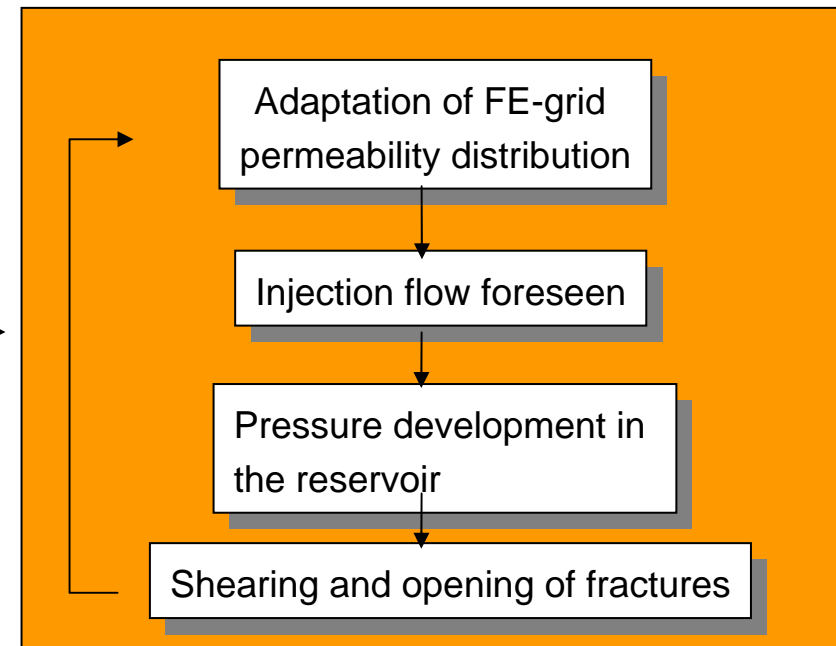 Adaptation of FE-grid
permeability distribution
Injection flow foreseen
Pressure development in
the reservoir
Shearing and opening of fractures